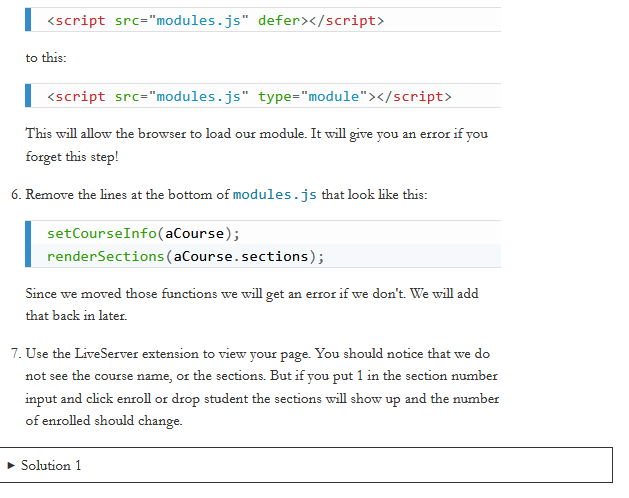 <script src="modules.js" defer></script>
to this:
<script src="modules.js" type="module"></script>
This will allow the browser to load our module. It will give you an error if you
forget this step!
6. Remove the lines at the bottom of modules.js that look like this:
setCourseInfo(aCourse);
renderSections(aCourse.sections);
Since we moved those functions we will get an error if we don't. We will add
that back in later.
7. Use the LiveServer extension to view your page. You should notice that we do
not see the course name, or the sections. But if you put 1 in the section number
input and click enroll or drop student the sections will show up and the number
of enrolled should change.
▶ Solution 1